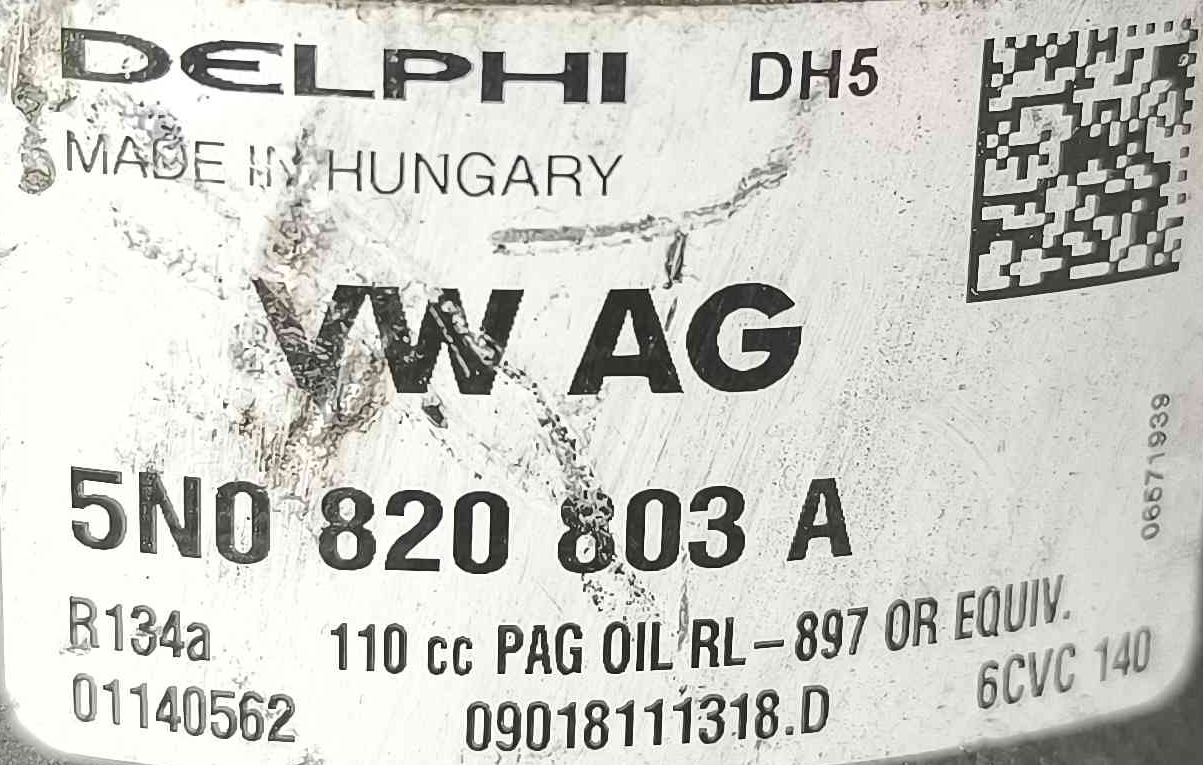 DELPHI DH5
MADE IN HUNGARY
VW AG
5N0 820 803 A
R134a 110 cc PAG OIL RL-897 OR EQUIV.
01140562 09018111318.D 6CVC 140
06671939